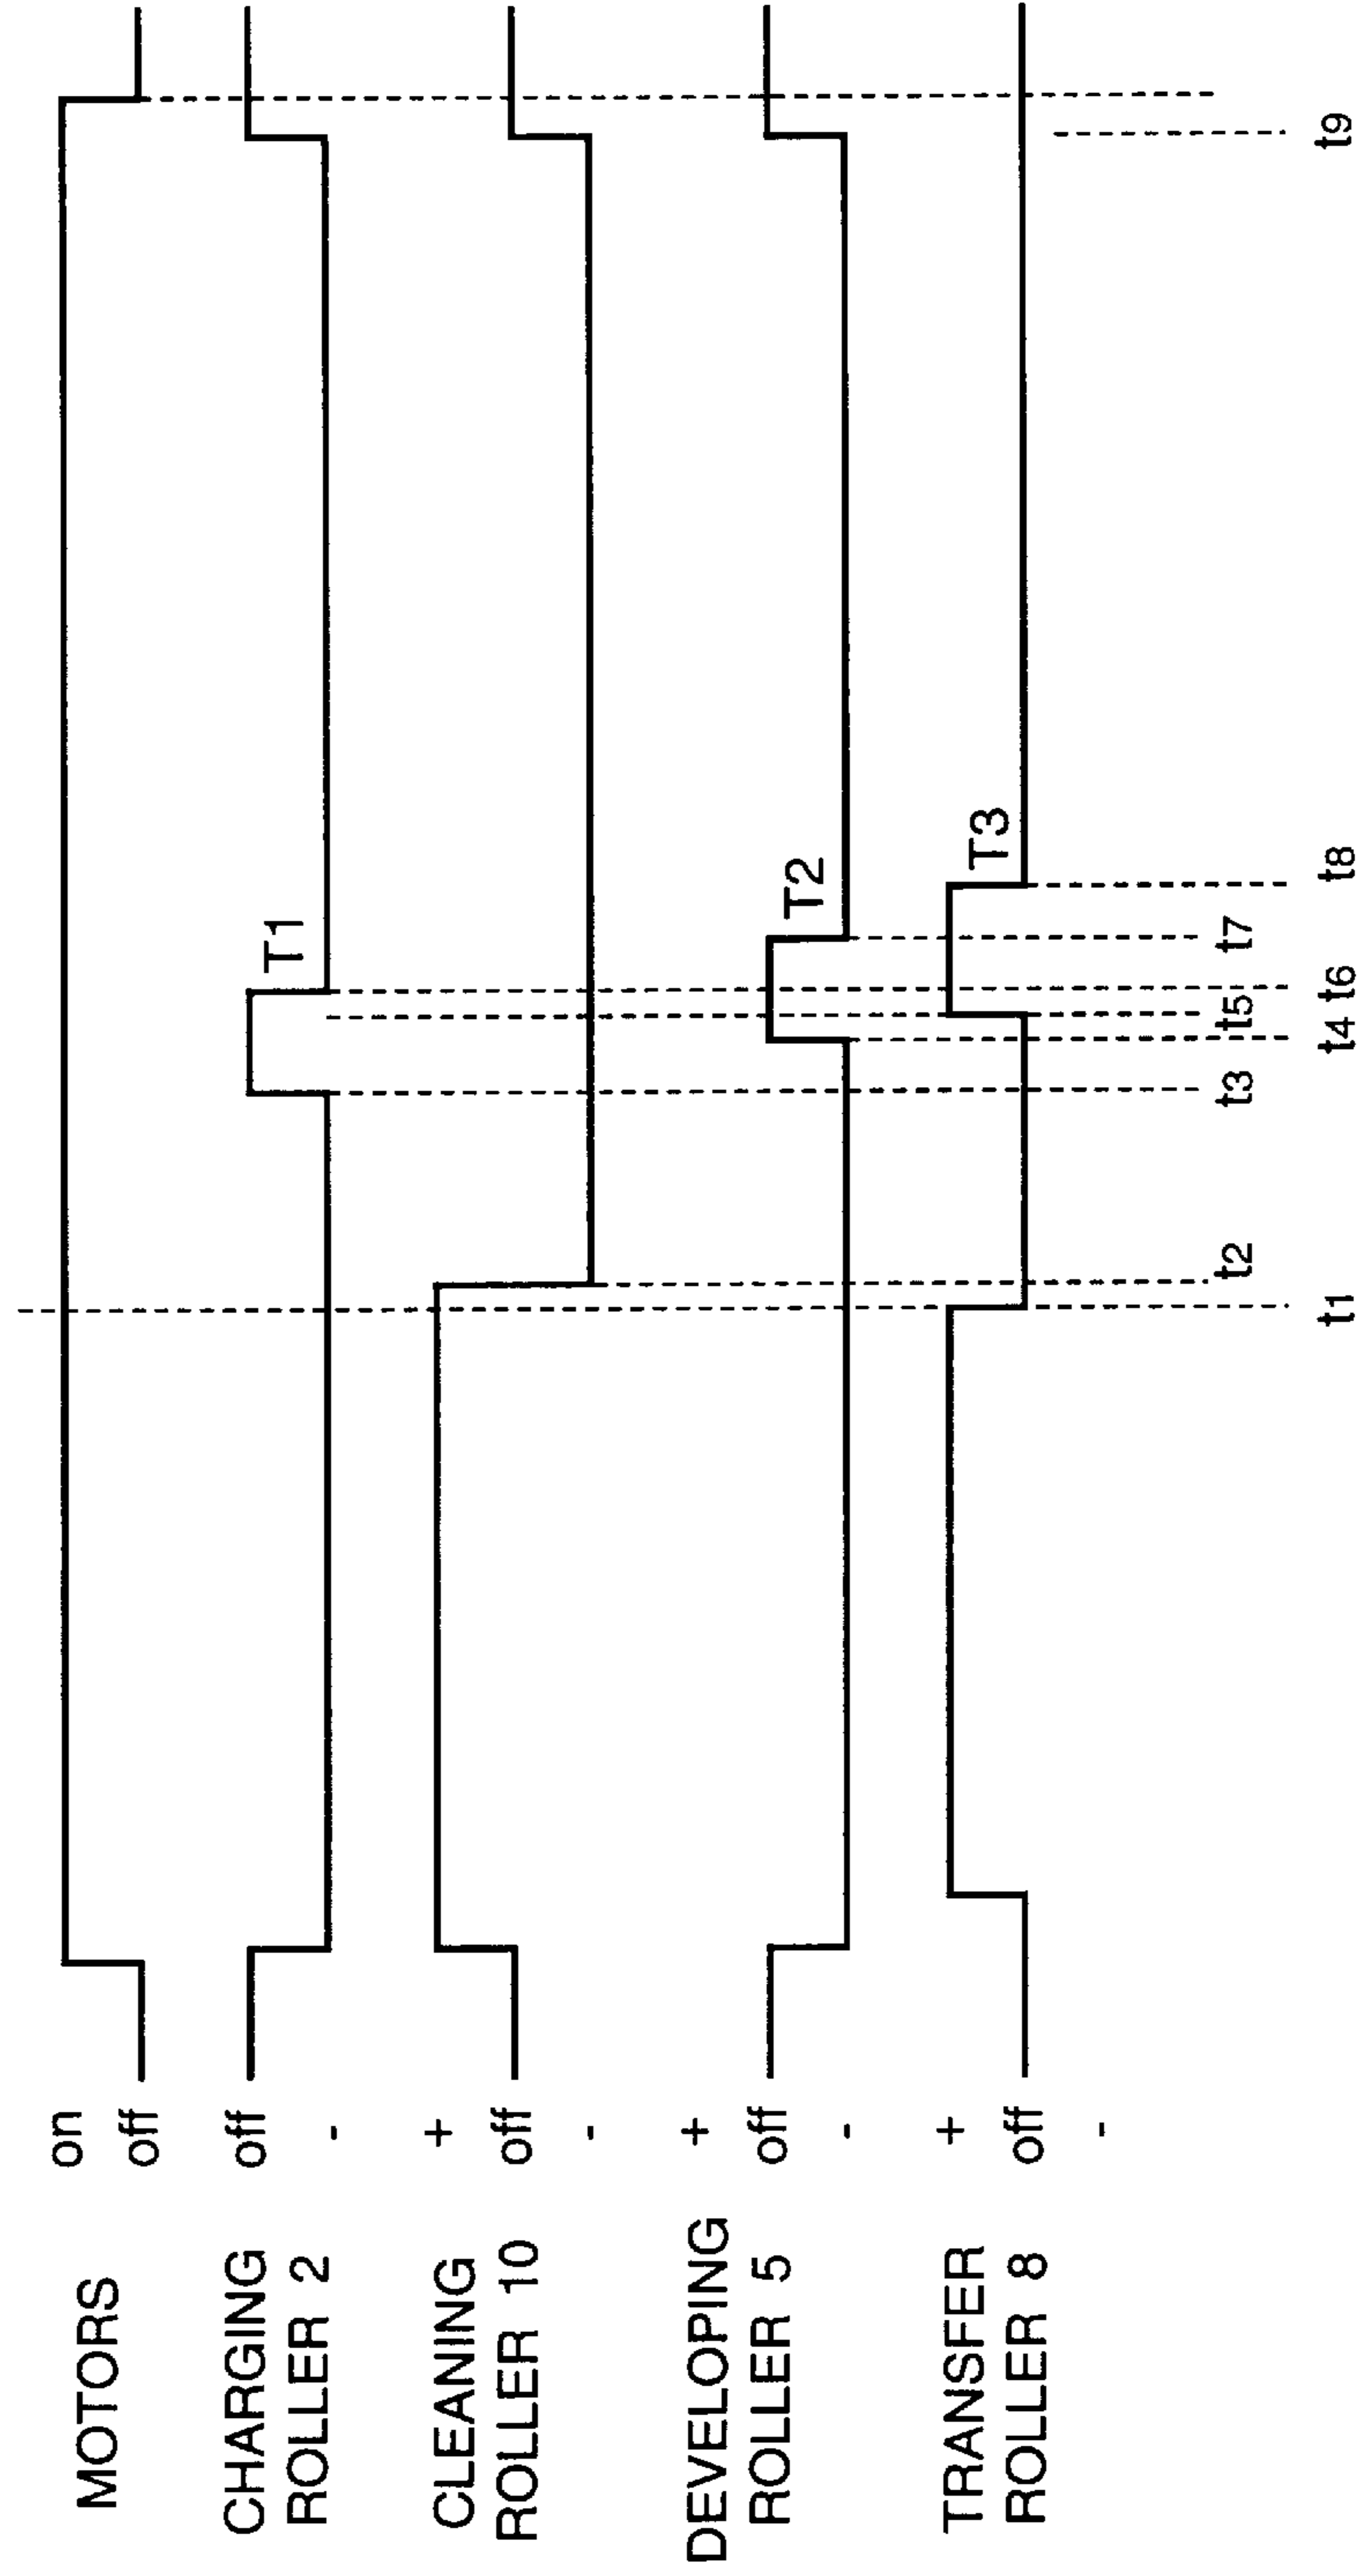 MOTORS
on
off
CHARGING
ROLLER 2
off
-
T1
CLEANING
ROLLER 10
+
off
-
DEVELOPING
ROLLER 5
+
off
-
T2
TRANSFER
ROLLER 8
+
off
-
T3
t2 t3 t5 t7
t1 t4 t6 t8 t9